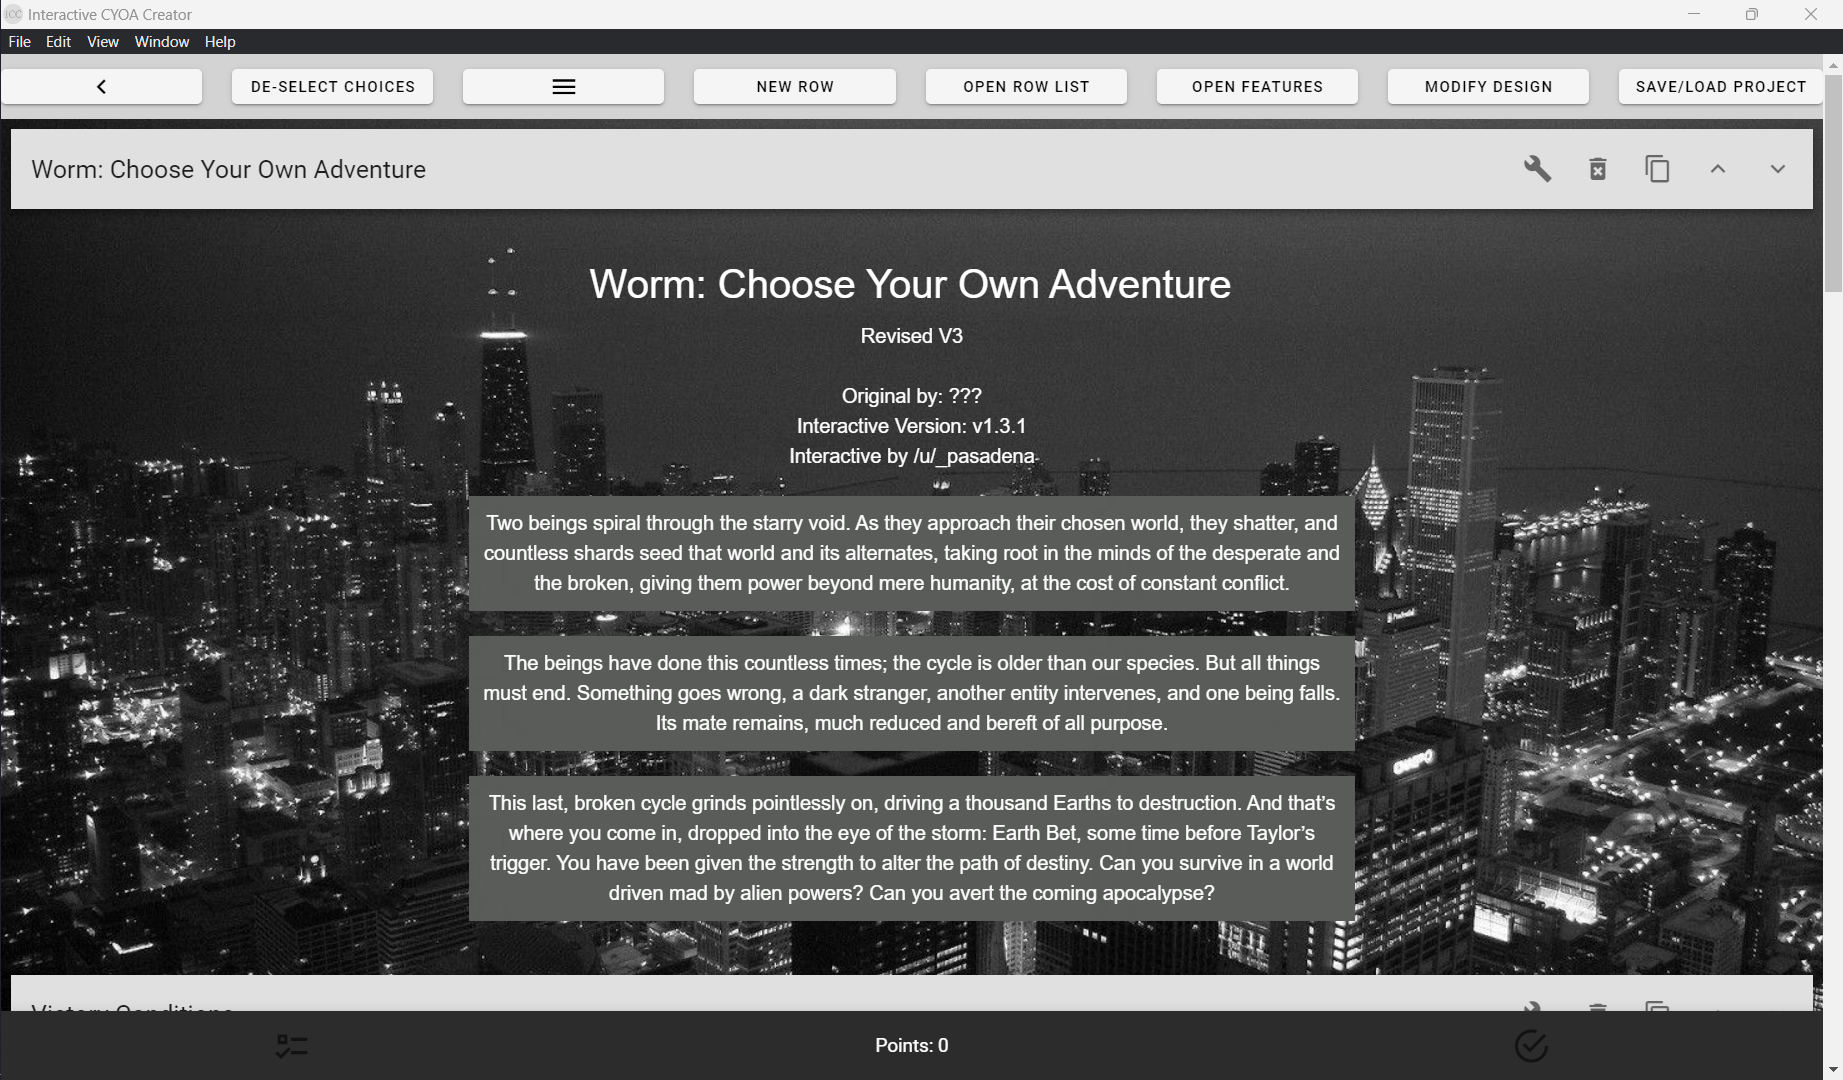 ICC Interactive CYOA Creator
File Edit View Window Help
DE-SELECT CHOICES NEW ROW OPEN ROW LIST OPEN FEATURES MODIFY DESIGN SAVE/LOAD PROJECT
Worm: Choose Your Own Adventure
Worm: Choose Your Own Adventure
Revised V3
Original by: ???
Interactive Version: v1.3.1
Interactive by /u/_pasadena-
Two beings spiral through the starry void. As they approach their chosen world, they shatter, and
countless shards seed that world and its alternates, taking root in the minds of the desperate and
the broken, giving them power beyond mere humanity, at the cost of constant conflict.
The beings have done this countless times; the cycle is older than our species. But all things
must end. Something goes wrong, a dark stranger, another entity intervenes, and one being falls.
Its mate remains, much reduced and bereft of all purpose.
This last, broken cycle grinds pointlessly on, driving a thousand Earths to destruction. And that’s
where you come in, dropped into the eye of the storm: Earth Bet, some time before Taylor’s
trigger. You have been given the strength to alter the path of destiny. Can you survive in a world
driven mad by alien powers? Can you avert the coming apocalypse?
Victory Conditions
Points: 0